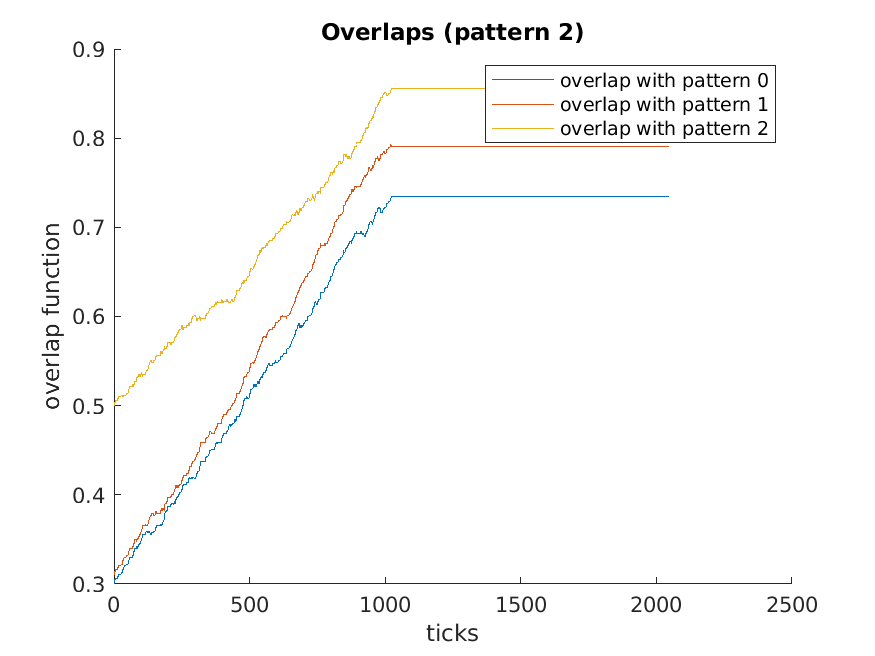 Overlaps (pattern 2)
overlap with pattern 0
overlap with pattern 1
overlap with pattern 2
overlap function
0.9
0.8
0.7
0.6
0.5
0.4
0.3
0 500 1000 1500 2000 2500
ticks